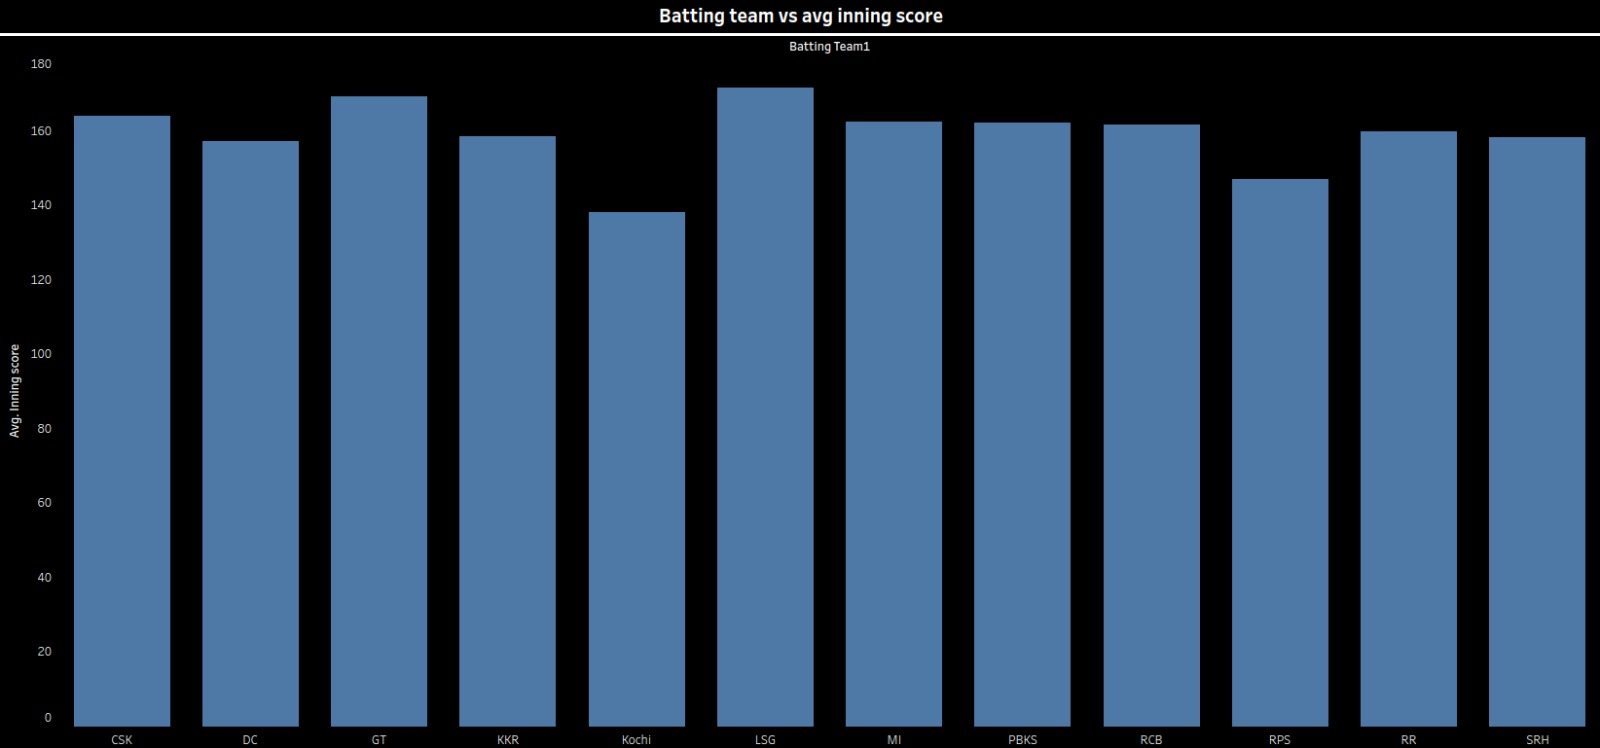 Batting team vs avg inning score
Batting Team1
180
160
140
120
100
80
60
40
20
0
Avg. Inning score
CSK DC GT KKR Kochi LSG MI PBKS RCB RPS RR SRH